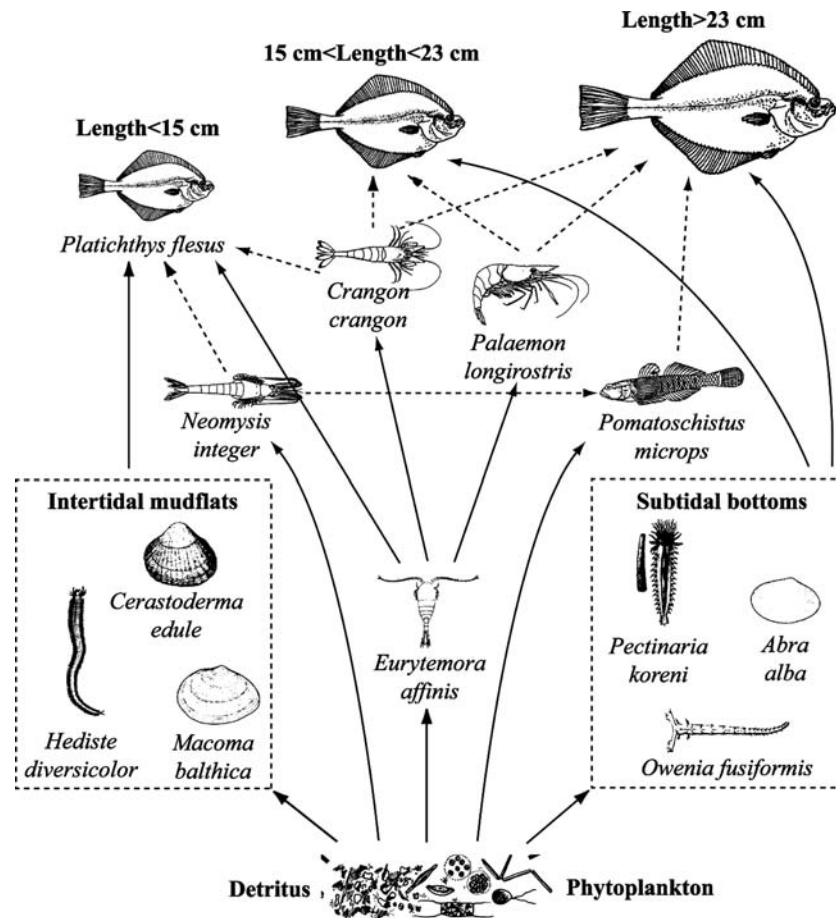 Length>23 cm
15 cm<Length<23 cm
Length<15 cm
Platichthys flesus
Crangon
crangon
Palaemon
longirostris
Neomysis
integer
Pomatoschistus
microps
Intertidal mudflats
Cerastoderma
edule
Hediste
diversicolor
Macoma
balthica
Eurytemora
affinis
Subtidal bottoms
Pectinaria
koreni
Abra
alba
Owenia fusiformis
Detritus
Phytoplankton